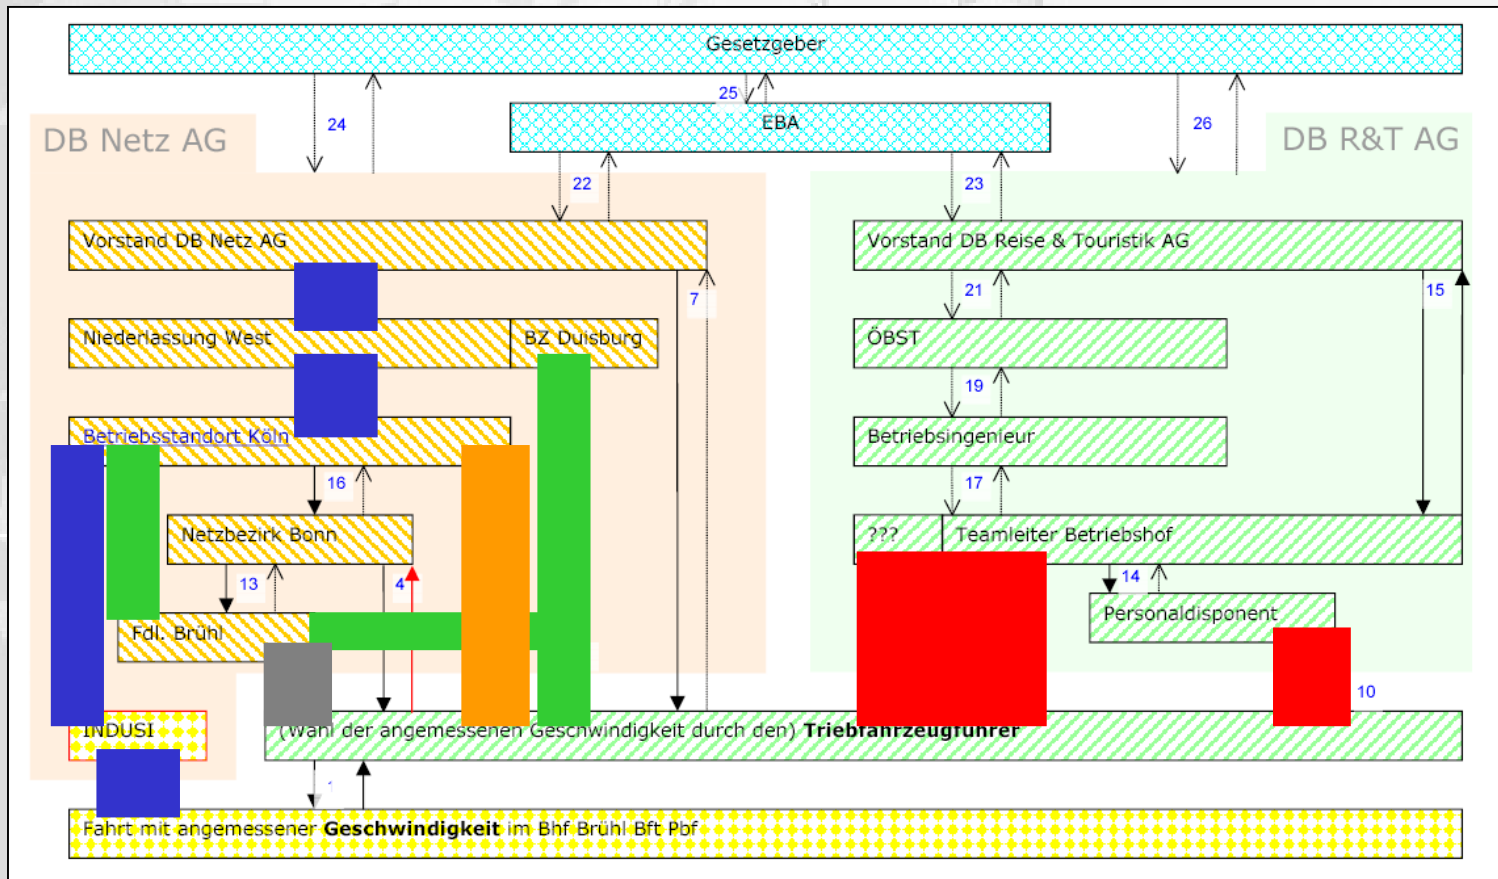 Gesetzgeber
25
EBA
24
26
DB Netz AG
DB R&T AG
22
23
Vorstand DB Netz AG
Vorstand DB Reise & Touristik AG
7
21
15
Niederlassung West
BZ Duisburg
ÖBST
19
Betriebsstandort Köln
Betriebsingenieur
16
17
Netzbezirk Bonn
???
Teamleiter Betriebshof
13
4
14
Fdl. Brühl
Personaldisponent
10
INDUSI
(Wahl der angemessenen Geschwindigkeit durch den) Triebfahrzeugführer
Fahrt mit angemessener Geschwindigkeit im Bhf Brühl Bft Pbf